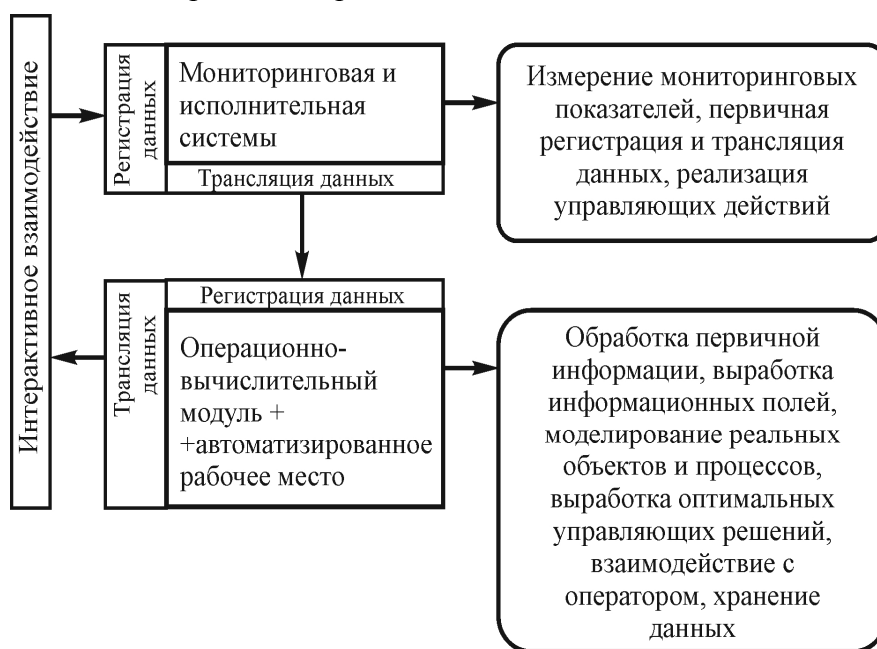 Интерактивное взаимодействие
Регистрация
данных
Мониторинговая и
исполнительная
системы
Трансляция данных
Измерение мониторинговых
показателей, первичная
регистрация и трансляция
данных, реализация
управляющих действий
Трансляция
данных
Регистрация данных
Операционно-
вычислительный
модуль +
+автоматизированное
рабочее место
Обработка первичной
информации, выработка
информационных полей,
моделирование реальных
объектов и процессов,
выработка оптимальных
управляющих решений,
взаимодействие с
оператором, хранение
данных